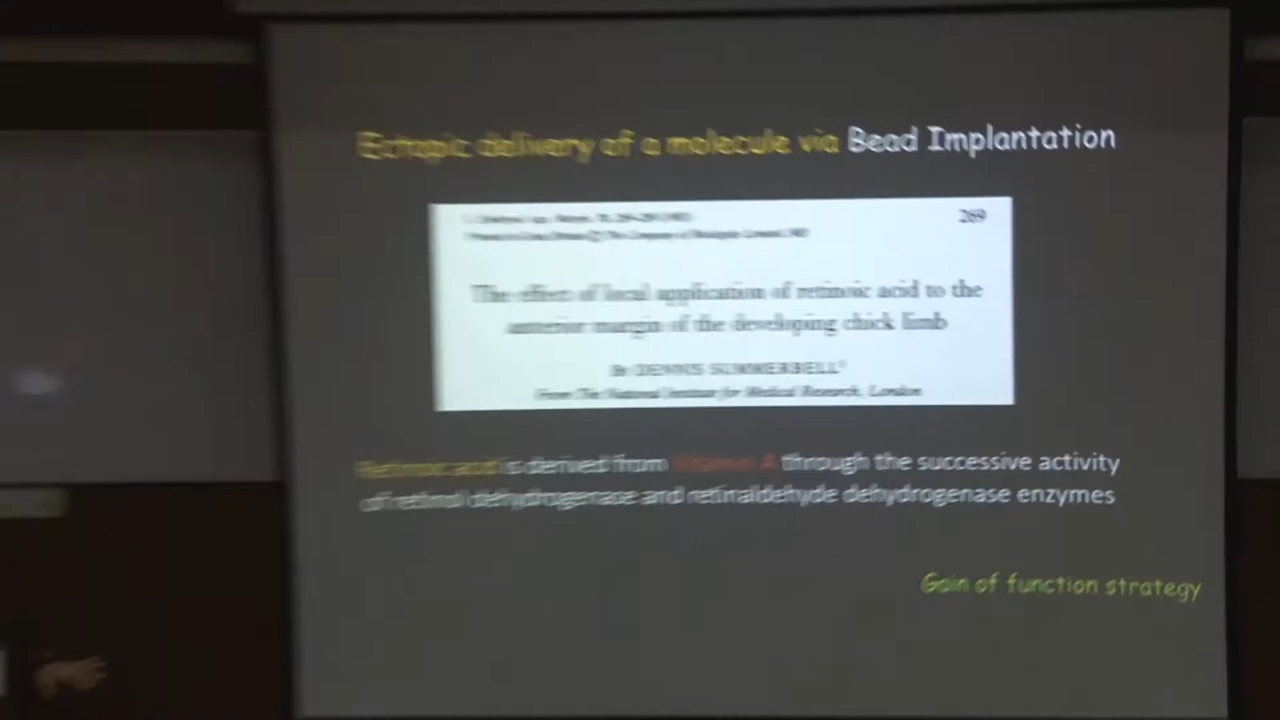 Ectopic delivery of a molecule via Bead Implantation
269
The effect of local application of retinoic acid to the
anterior margin of the developing chick limb
By DENNIS SUMMERBELL
From The National Institute for Medical Research, London
Retinoic acid is derived from Vitamin A through the successive activity
of retinol dehydrogenase and retinaldehyde dehydrogenase enzymes
Gain of function strategy